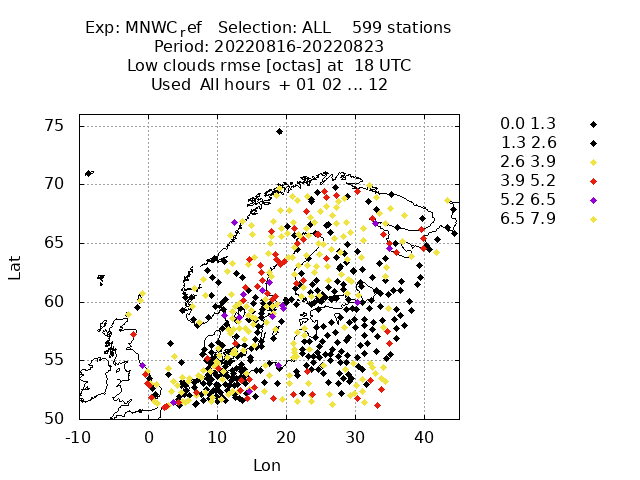 Exp: MNWC_ref   Selection: ALL    599 stations
Period: 20220816-20220823
Low clouds rmse [octas] at  18 UTC
Used  All hours  + 01 02 ... 12
75
70
65
60
55
50
-10 0 10 20 30 40
Lat
Lon
0.0 1.3
1.3 2.6
2.6 3.9
3.9 5.2
5.2 6.5
6.5 7.9